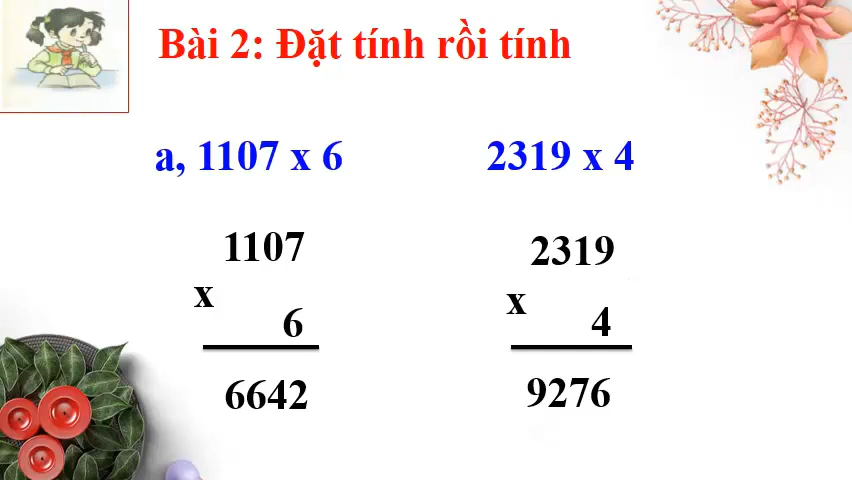 Bài 2: Đặt tính rồi tính
a, 1107 x 6
2319 x 4
1107
x
6
6642
2319
x
4
9276